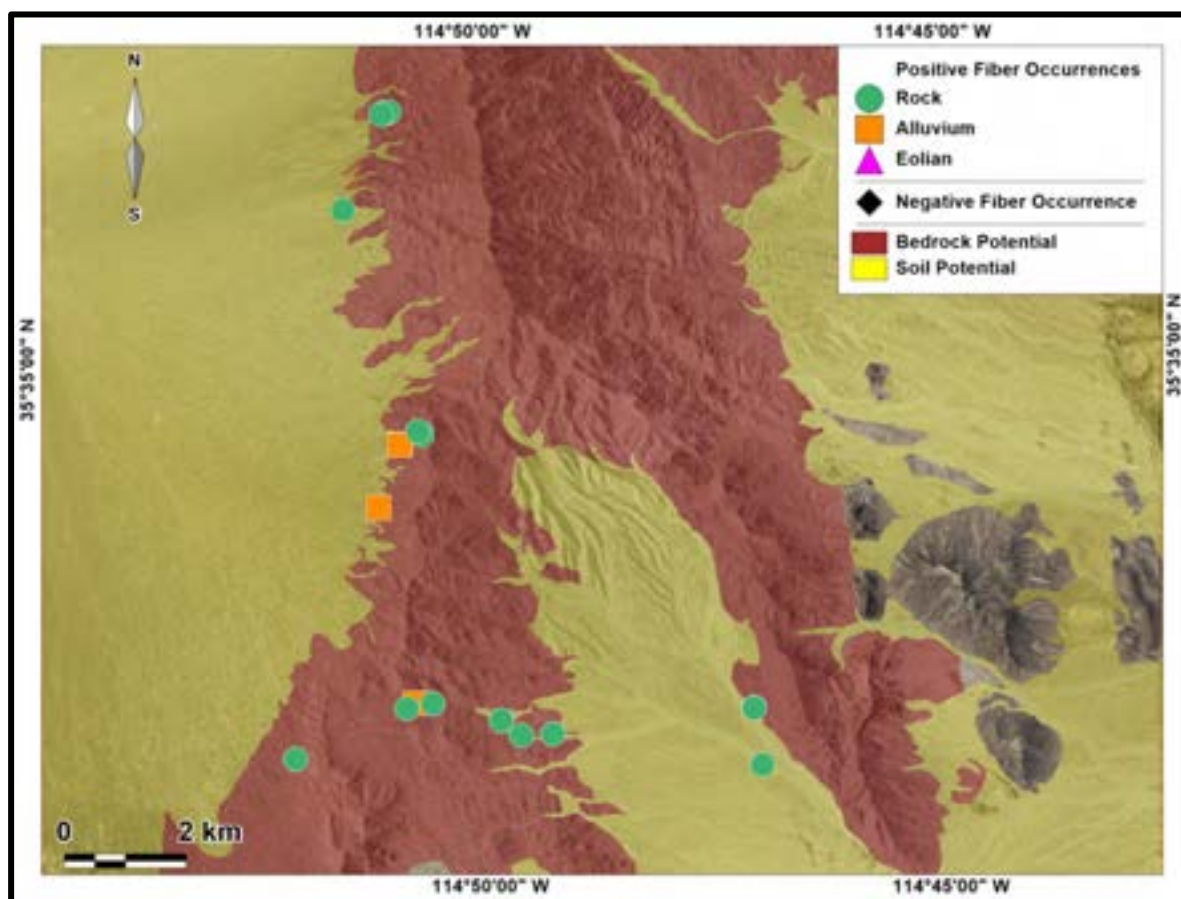 114°50'00" W
114°45'00" W
N
S
Positive Fiber Occurrences
Rock
Alluvium
Eolian
Negative Fiber Occurrence
Bedrock Potential
Soil Potential
35°35'00" N
35°35'00" N
0 2 km
114°50'00" W
114°45'00" W